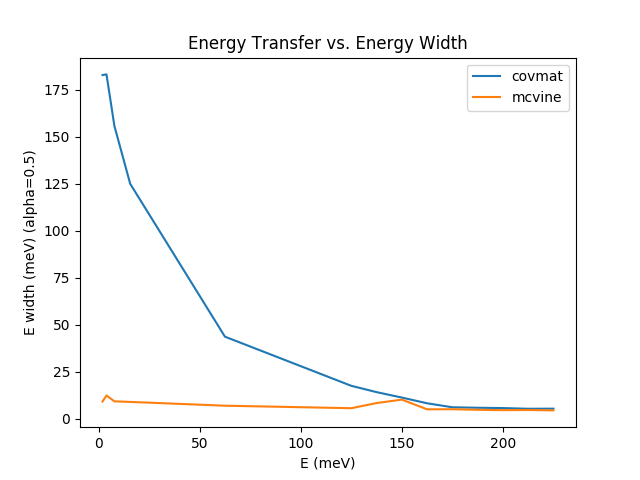 Energy Transfer vs. Energy Width
covmat
mcvine
E width (meV) (alpha=0.5)
175
150
125
100
75
50
25
0
0 50 100 150 200
E (meV)